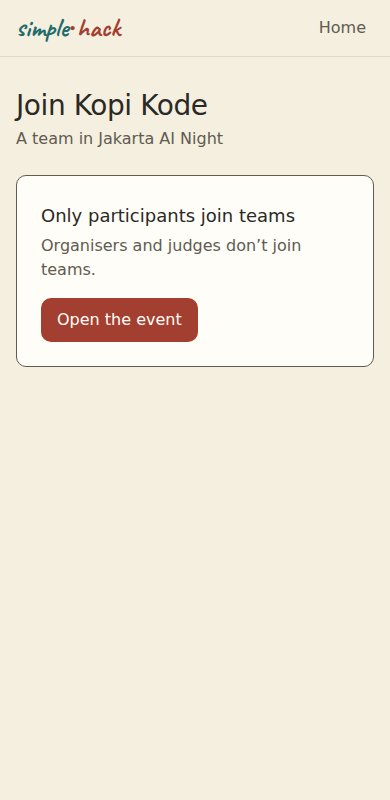 simple·hack
Home
Join Kopi Kode
A team in Jakarta AI Night
Only participants join teams
Organisers and judges don’t join
teams.
Open the event